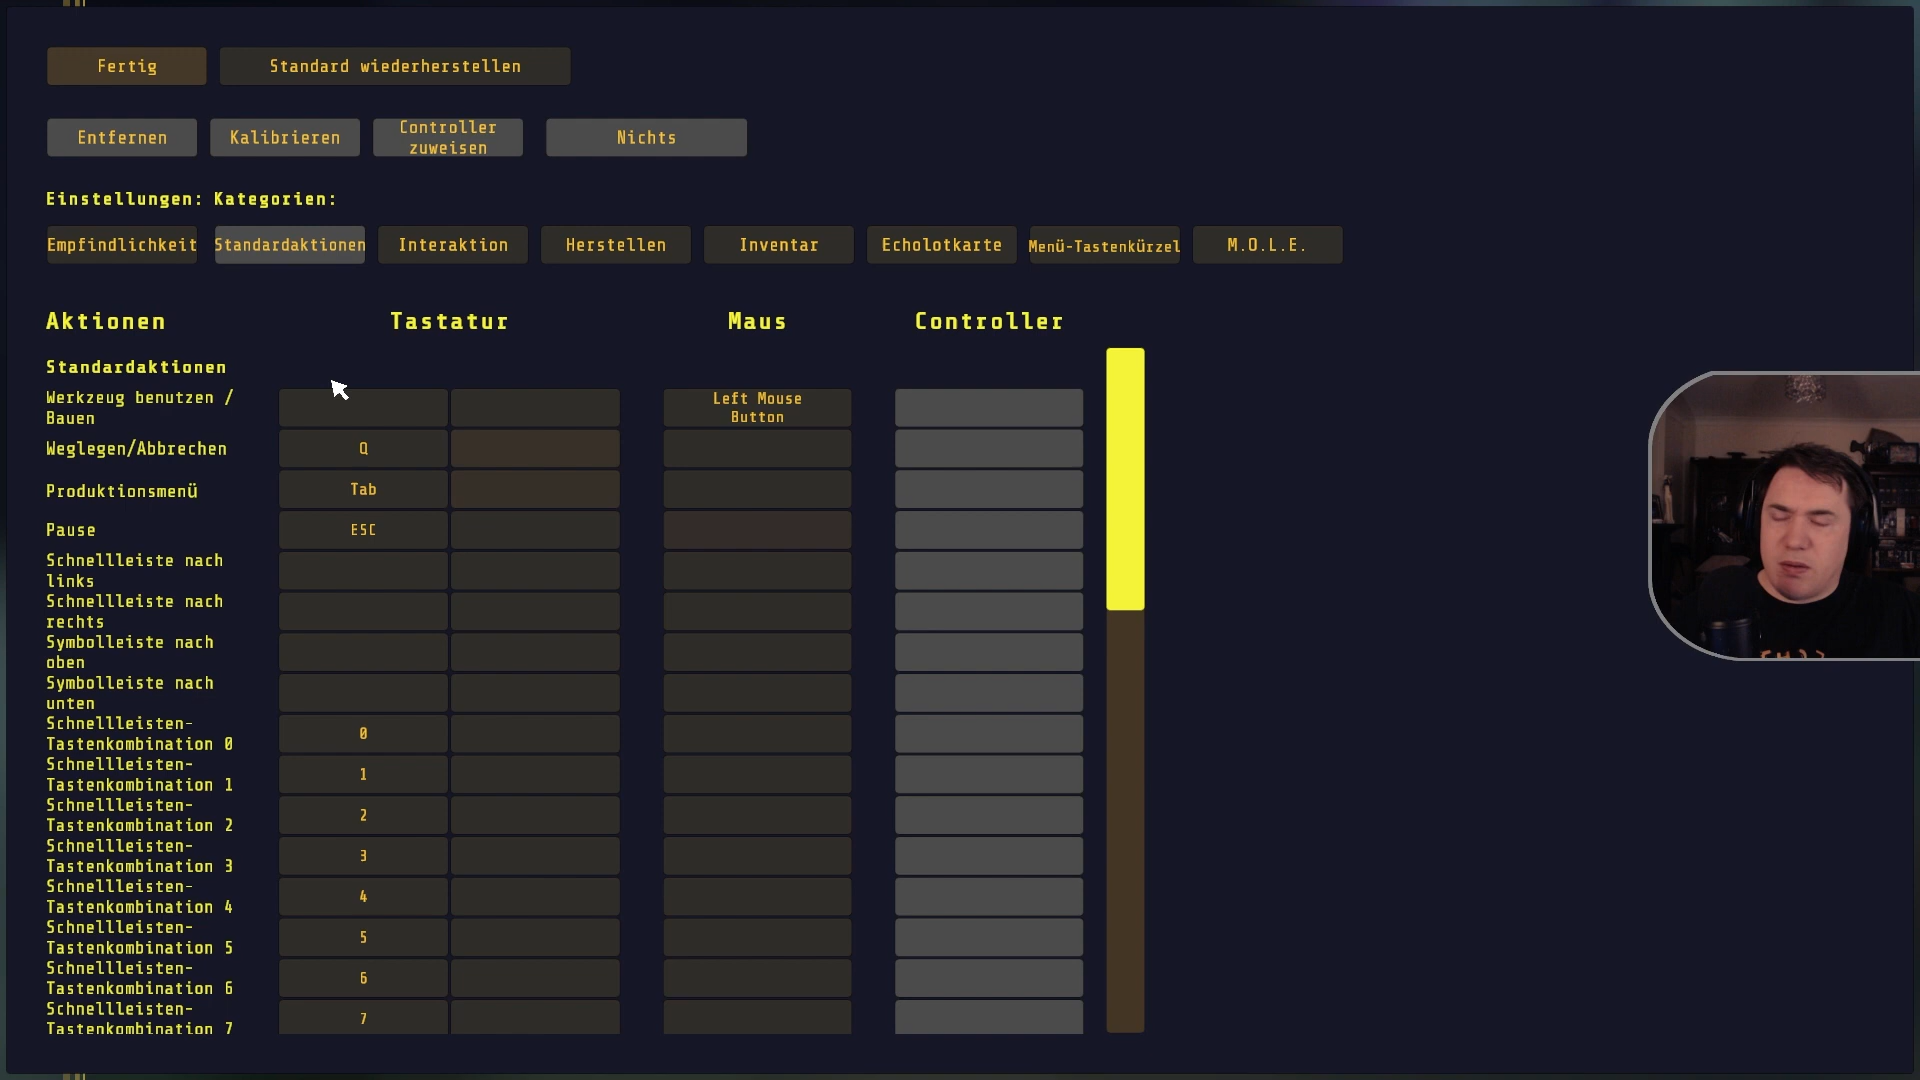 Fertig
Standard wiederherstellen
Entfernen
Kalibrieren
Controller
zuweisen
Nichts
Einstellungen: Kategorien:
Empfindlichkeit
Standardaktionen
Interaktion
Herstellen
Inventar
Echolotkarte
Menü-Tastenkürzel
M.O.L.E.
Aktionen
Tastatur
Maus
Controller
Standardaktionen
Werkzeug benutzen /
Bauen
Left Mouse
Button
Weglegen/Abbrechen
Q
Produktionsmenü
Tab
Pause
ESC
Schnellleiste nach
links
Schnellleiste nach
rechts
Symbolleiste nach
oben
Symbolleiste nach
unten
Schnellleisten-
Tastenkombination 0
0
Schnellleisten-
Tastenkombination 1
1
Schnellleisten-
Tastenkombination 2
2
Schnellleisten-
Tastenkombination 3
3
Schnellleisten-
Tastenkombination 4
4
Schnellleisten-
Tastenkombination 5
5
Schnellleisten-
Tastenkombination 6
6
Schnellleisten-
Tastenkombination 7
7